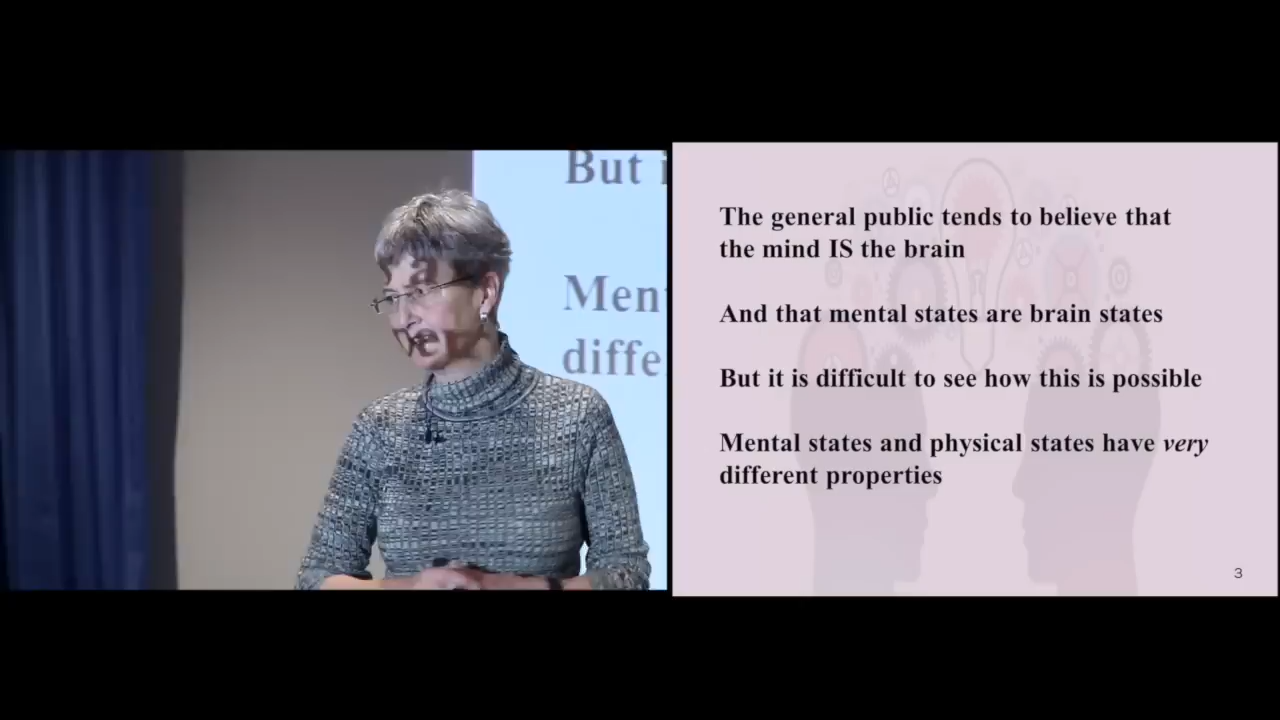 But i
Men
diffe
The general public tends to believe that
the mind IS the brain
And that mental states are brain states
But it is difficult to see how this is possible
Mental states and physical states have very
different properties
3